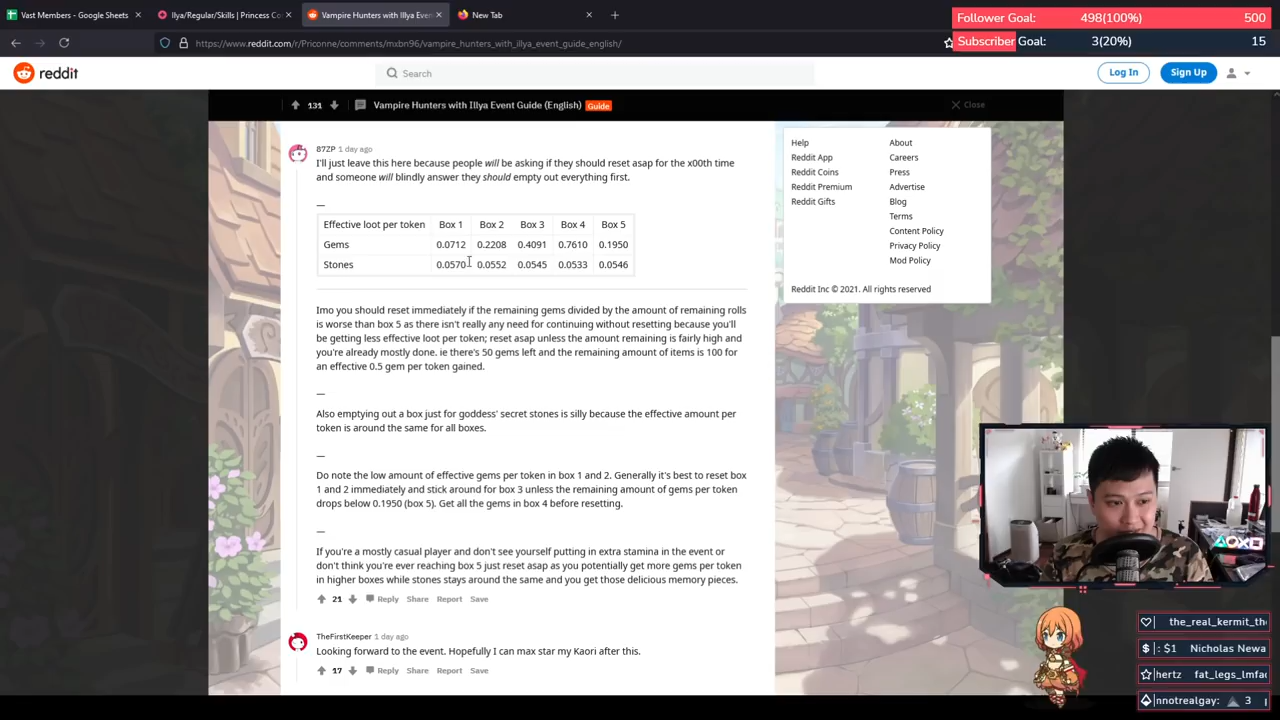 Vast Members - Google Sheets
Ilya/Regular/Skills | Princess Co
Vampire Hunters with Illya Even
New Tab
Follower Goal: 498(100%) 500
Subscriber Goal: 3(20%) 15
https://www.reddit.com/r/Priconne/comments/mxbn96/vampire_hunters_with_illya_event_guide_english/
reddit
Search
Log In
Sign Up
131
Vampire Hunters with Illya Event Guide (English)
Guide
Close
87ZP 1 day ago
I'll just leave this here because people will be asking if they should reset asap for the x00th time
and someone will blindly answer they should empty out everything first.
—
Effective loot per token Box 1 Box 2 Box 3 Box 4 Box 5
Gems 0.0712 0.2208 0.4091 0.7610 0.1950
Stones 0.0570 0.0552 0.0545 0.0533 0.0546
Imo you should reset immediately if the remaining gems divided by the amount of remaining rolls
is worse than box 5 as there isn't really any need for continuing without resetting because you'll
be getting less effective loot per token; reset asap unless the amount remaining is fairly high and
you're already mostly done. ie there's 50 gems left and the remaining amount of items is 100 for
an effective 0.5 gem per token gained.
—
Also emptying out a box just for goddess' secret stones is silly because the effective amount per
token is around the same for all boxes.
—
Do note the low amount of effective gems per token in box 1 and 2. Generally it's best to reset box
1 and 2 immediately and stick around for box 3 unless the remaining amount of gems per token
drops below 0.1950 (box 5). Get all the gems in box 4 before resetting.
—
If you're a mostly casual player and don't see yourself putting in extra stamina in the event or
don't think you're ever reaching box 5 just reset asap as you potentially get more gems per token
in higher boxes while stones stays around the same and you get those delicious memory pieces.
21 Reply Share Report Save
TheFirstKeeper 1 day ago
Looking forward to the event. Hopefully I can max star my Kaori after this.
17 Reply Share Report Save
Help About
Reddit App Careers
Reddit Coins Press
Reddit Premium Advertise
Reddit Gifts Blog
Terms
Content Policy
Privacy Policy
Mod Policy
Reddit Inc © 2021. All rights reserved
the_real_kermit_th
: $1 Nicholas Newa
hertz fat_legs_lmfa
nnotrealgay: 3